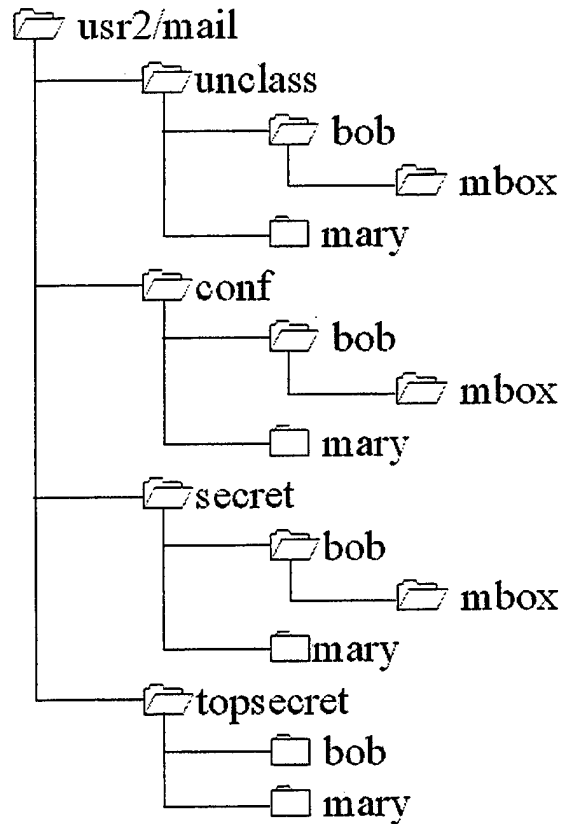 usr2/mail
unclass
bob
mbox
mary
conf
bob
mbox
mary
secret
bob
mbox
mary
topsecret
bob
mary